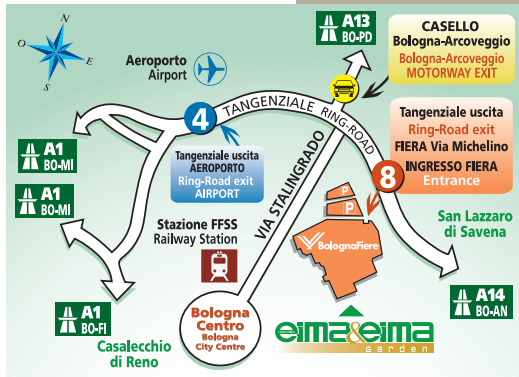 N
O
E
S
Aeroporto
Airport
A13
BO-PD
CASELLO
Bologna-Arcoveggio
Bologna-Arcoveggio
MOTORWAY EXIT
TANGENZIALE RING-ROAD
4
A1
BO-MI
Tangenziale uscita
AEROPORTO
Ring-Road exit
AIRPORT
Tangenziale uscita
Ring-Road exit
FIERA Via Michelino
INGRESSO FIERA
Entrance
8
A1
BO-MI
VIA STALINGRADO
P
P
BolognaFiere
Stazione FFSS
Railway Station
San Lazzaro
di Savena
A1
BO-FI
A14
BO-AN
Bologna
Centro
Bologna
City Centre
Casalecchio
di Reno
eima&eima
Garden